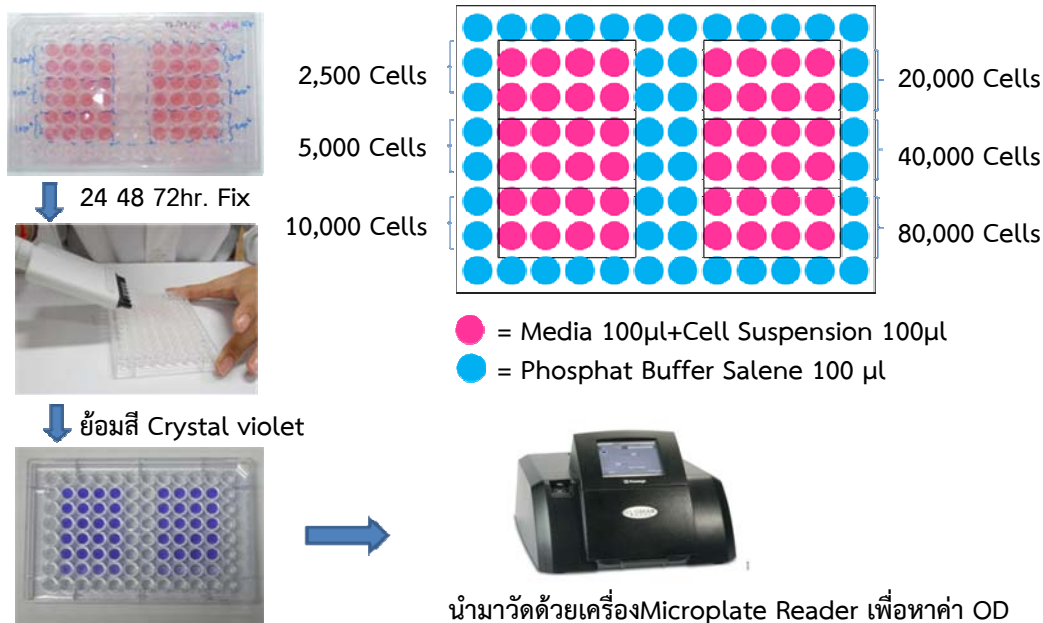 2,500 Cells
5,000 Cells
10,000 Cells
20,000 Cells
40,000 Cells
80,000 Cells
24 48 72hr. Fix
= Media 100µl+Cell Suspension 100µl
= Phosphat Buffer Salene 100 µl
ย้อมสี Crystal violet
นำมาวัดด้วยเครื่องMicroplate Reader เพื่อหาค่า OD